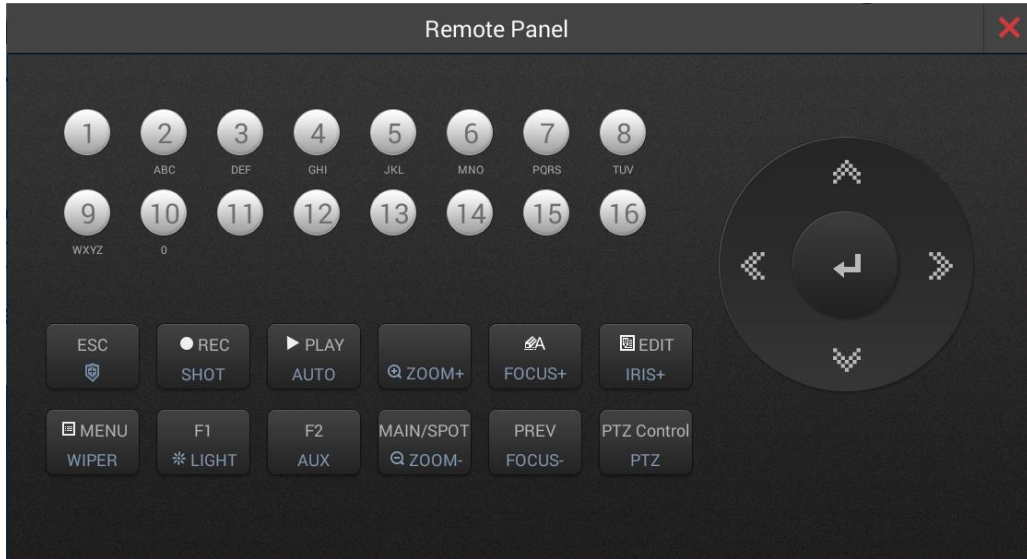 Remote Panel
1 2 3 4 5 6 7 8
ABC DEF GHI JKL MNO PQRS TUV
9 10 11 12 13 14 15 16
WXYZ 0
ESC REC PLAY A EDIT
SHOT AUTO ZOOM+ FOCUS+ IRIS+
MENU F1 F2 MAIN/SPOT PREV PTZ Control
WIPER LIGHT AUX ZOOM- FOCUS- PTZ